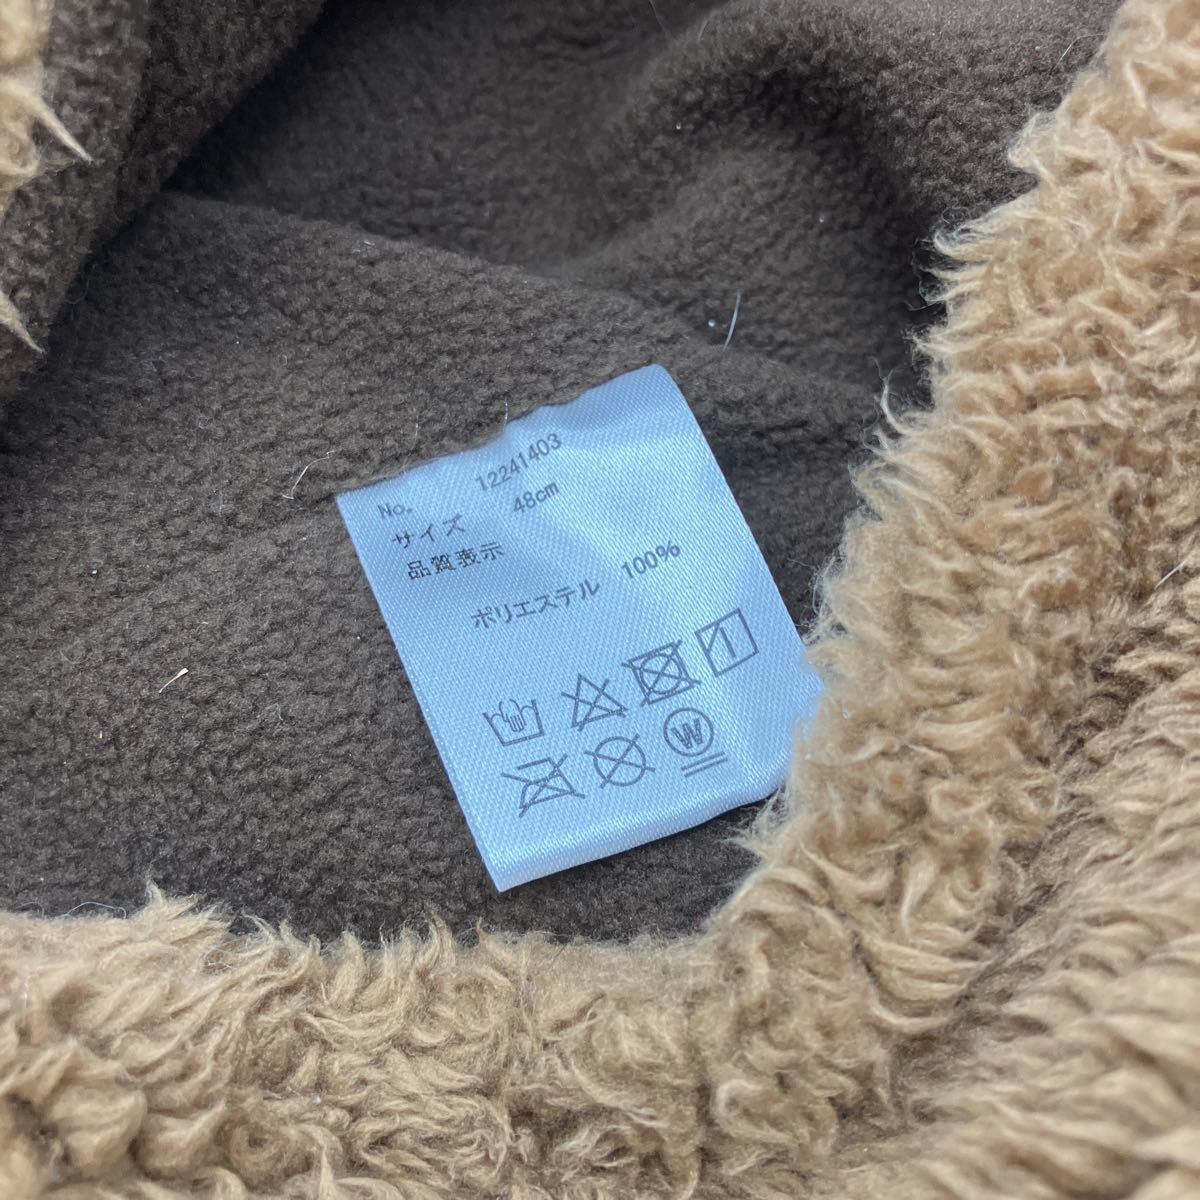 No. 12241403
サイズ 48cm
品質表示
ポリエステル 100%
W